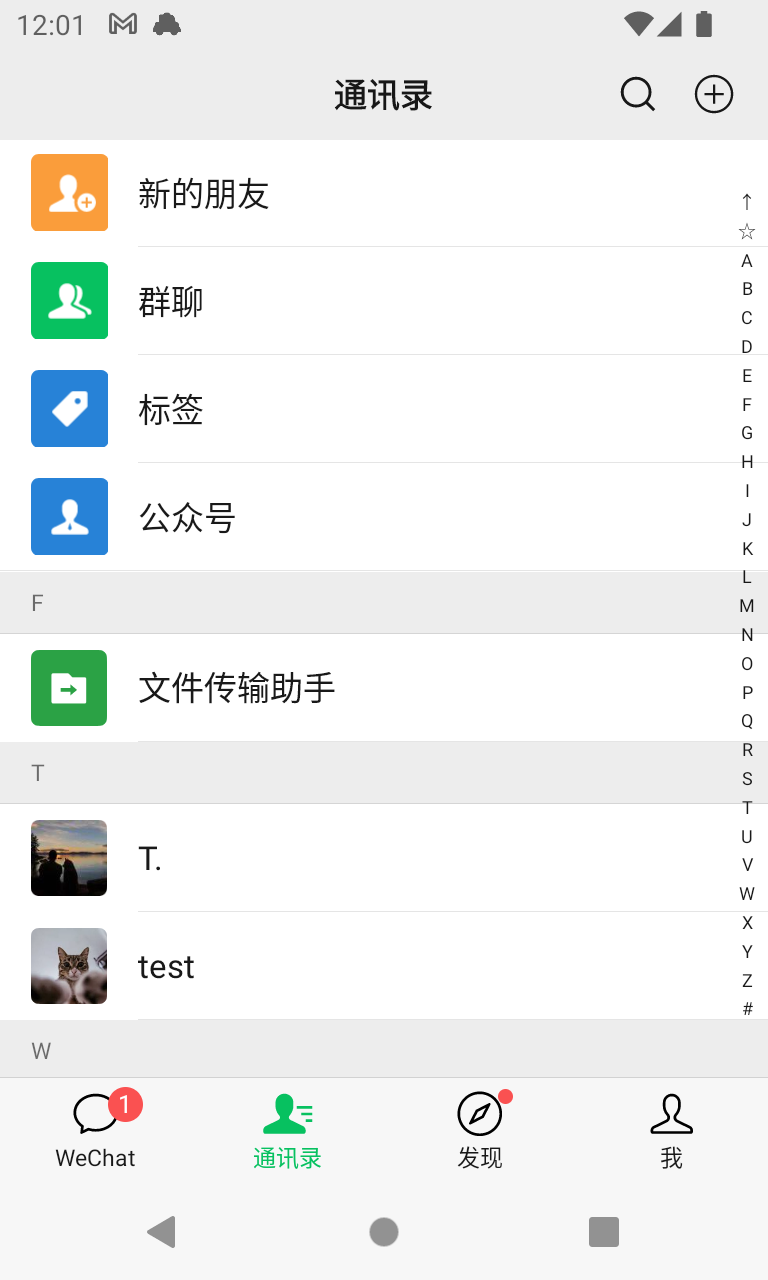 12:01
通讯录
新的朋友
群聊
标签
公众号
F
文件传输助手
T
T.
test
W
↑
☆
A
B
C
D
E
F
G
H
I
J
K
L
M
N
O
P
Q
R
S
T
U
V
W
X
Y
Z
#
1
WeChat
通讯录
发现
我